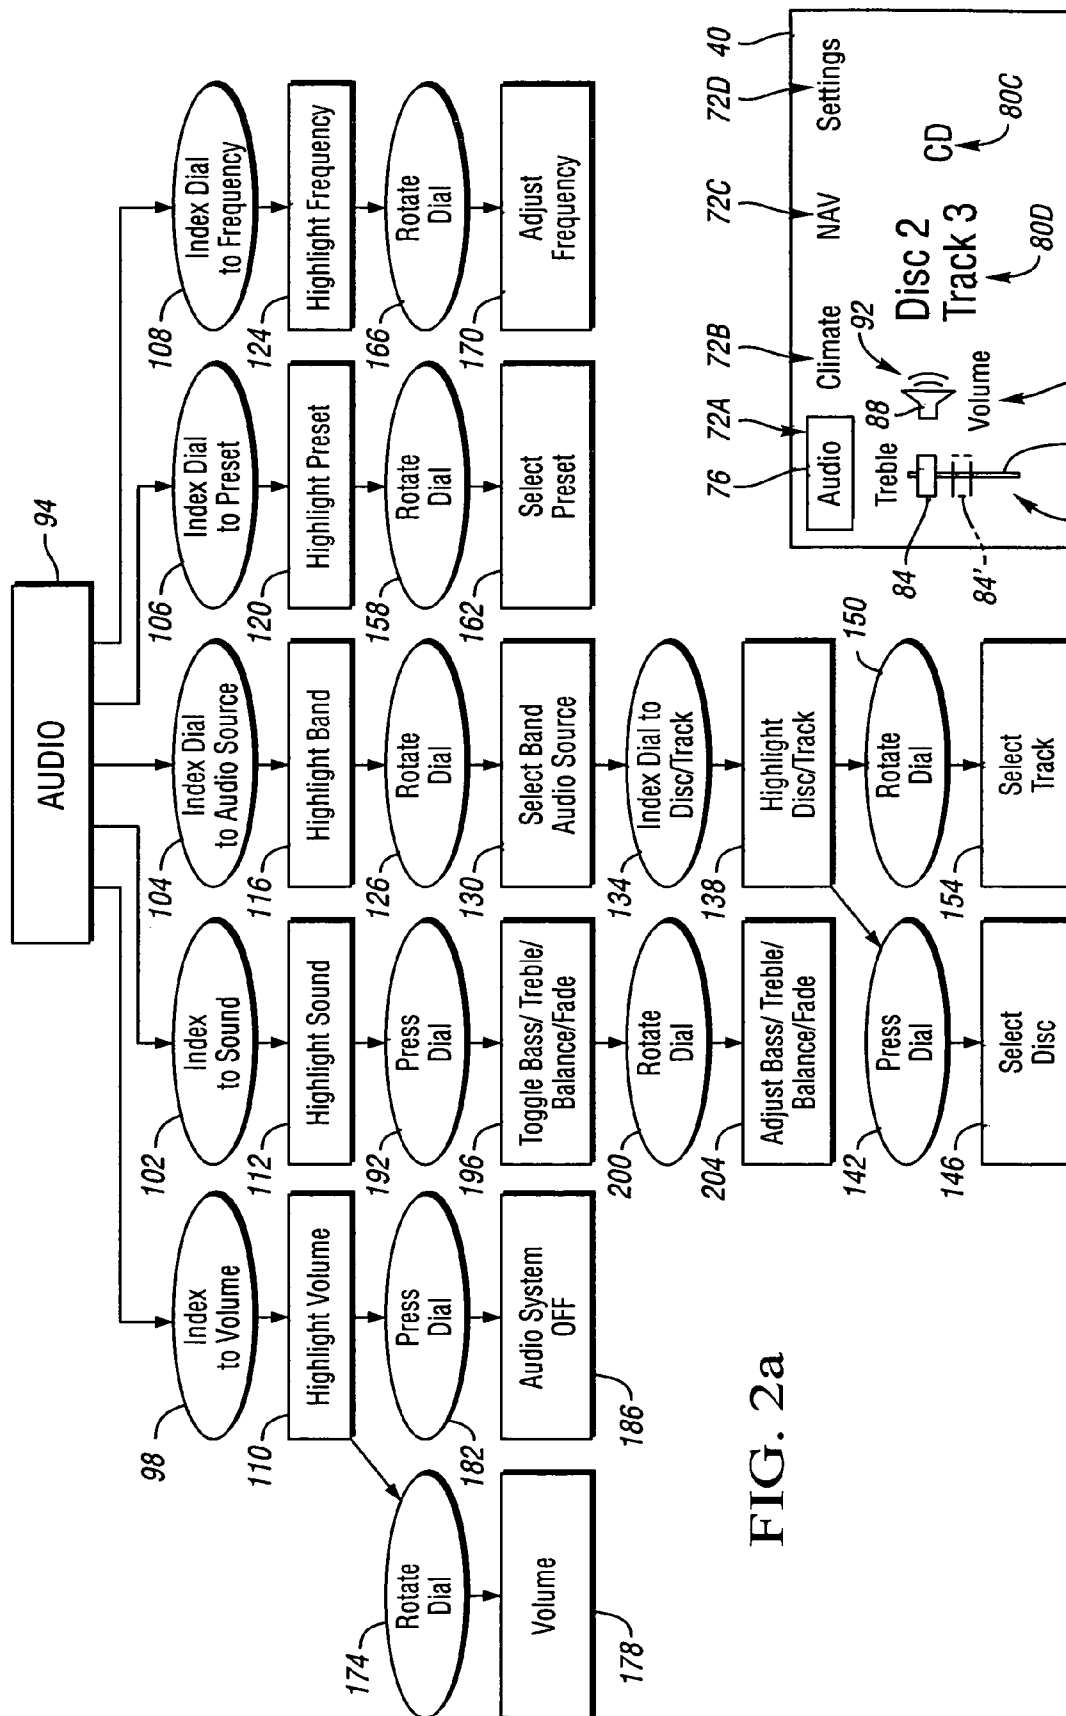 AUDIO
94
Index
to Volume
98
Highlight Volume
110
Rotate
Dial
174
Volume
178
Press
Dial
182
Audio System
OFF
186
Index
to Sound
102
Highlight Sound
112
Press
Dial
192
Toggle Bass/ Treble/
Balance/Fade
196
Rotate
Dial
200
Adjust Bass/ Treble/
Balance/Fade
204
Index Dial
to Audio Source
104
Highlight Band
116
Rotate
Dial
126
Select Band
Audio Source
130
Index Dial to
Disc/Track
134
Highlight
Disc/Track
138
Press
Dial
142
Select
Disc
146
Rotate
Dial
150
Select
Track
154
Index Dial
to Preset
106
Highlight Preset
120
Rotate
Dial
158
Select
Preset
162
Index Dial
to Frequency
108
Highlight Frequency
124
Rotate
Dial
166
Adjust
Frequency
170
76
72A
72B
72C
72D
40
Audio
Climate
NAV
Settings
Treble
88
92
Disc 2
Track 3
CD
80C
80D
Volume
84
84'
FIG. 2a